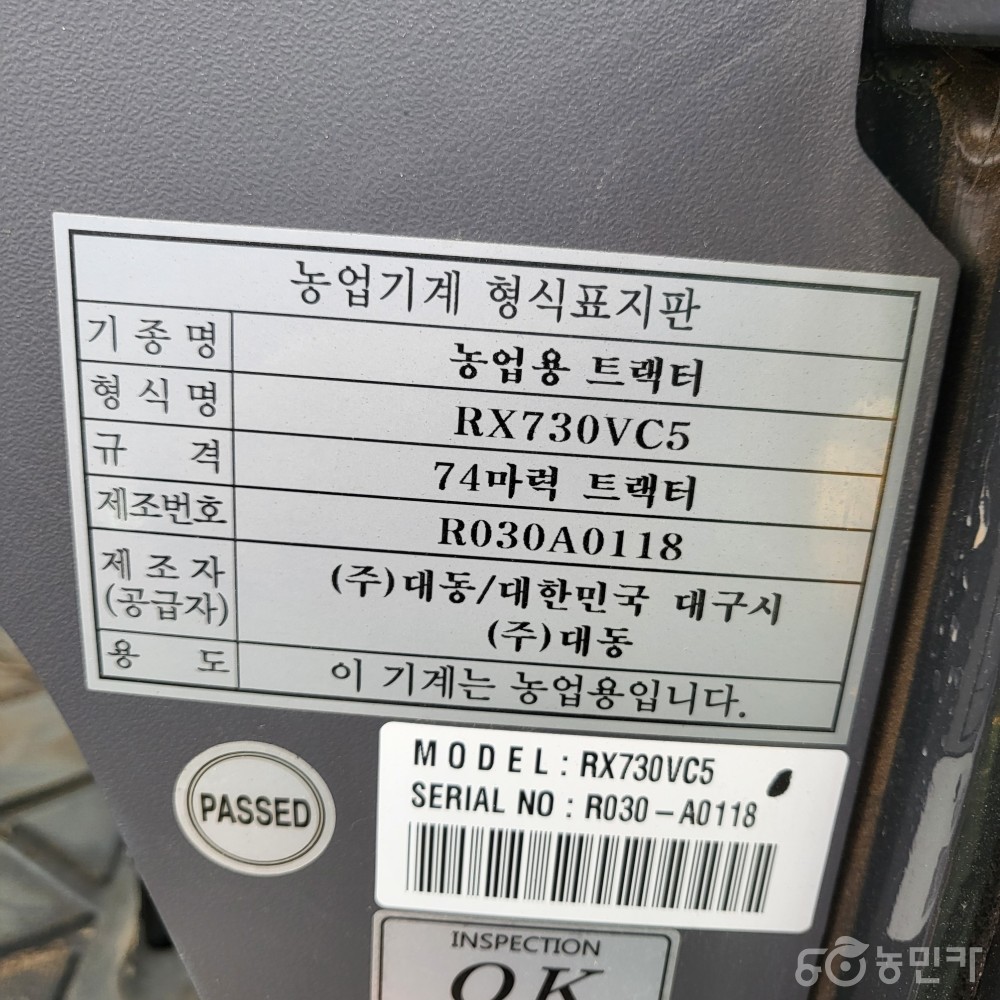 농업기계 형식표지판
기종명 농업용 트랙터
형식명 RX730VC5
규격 74마력 트랙터
제조번호 R030A0118
제조자 (주)대동/대한민국 대구시
(공급자) (주)대동
용도 이 기계는 농업용입니다.
MODEL : RX730VC5
SERIAL NO : R030-A0118
PASSED
INSPECTION
OK
농민카